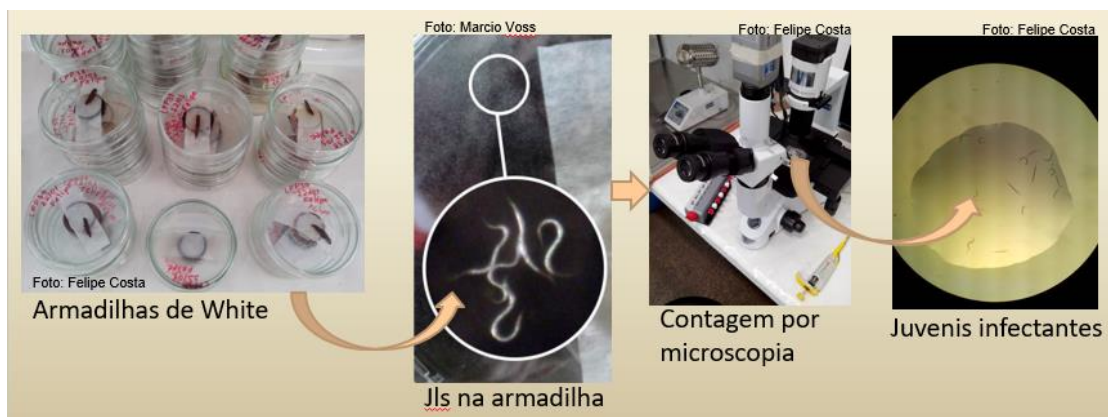 Foto: Marcio Voss
Foto: Felipe Costa
Foto: Felipe Costa
Foto: Felipe Costa
Armadilhas de White
JIs na armadilha
Contagem por
microscopia
Juvenis infectantes